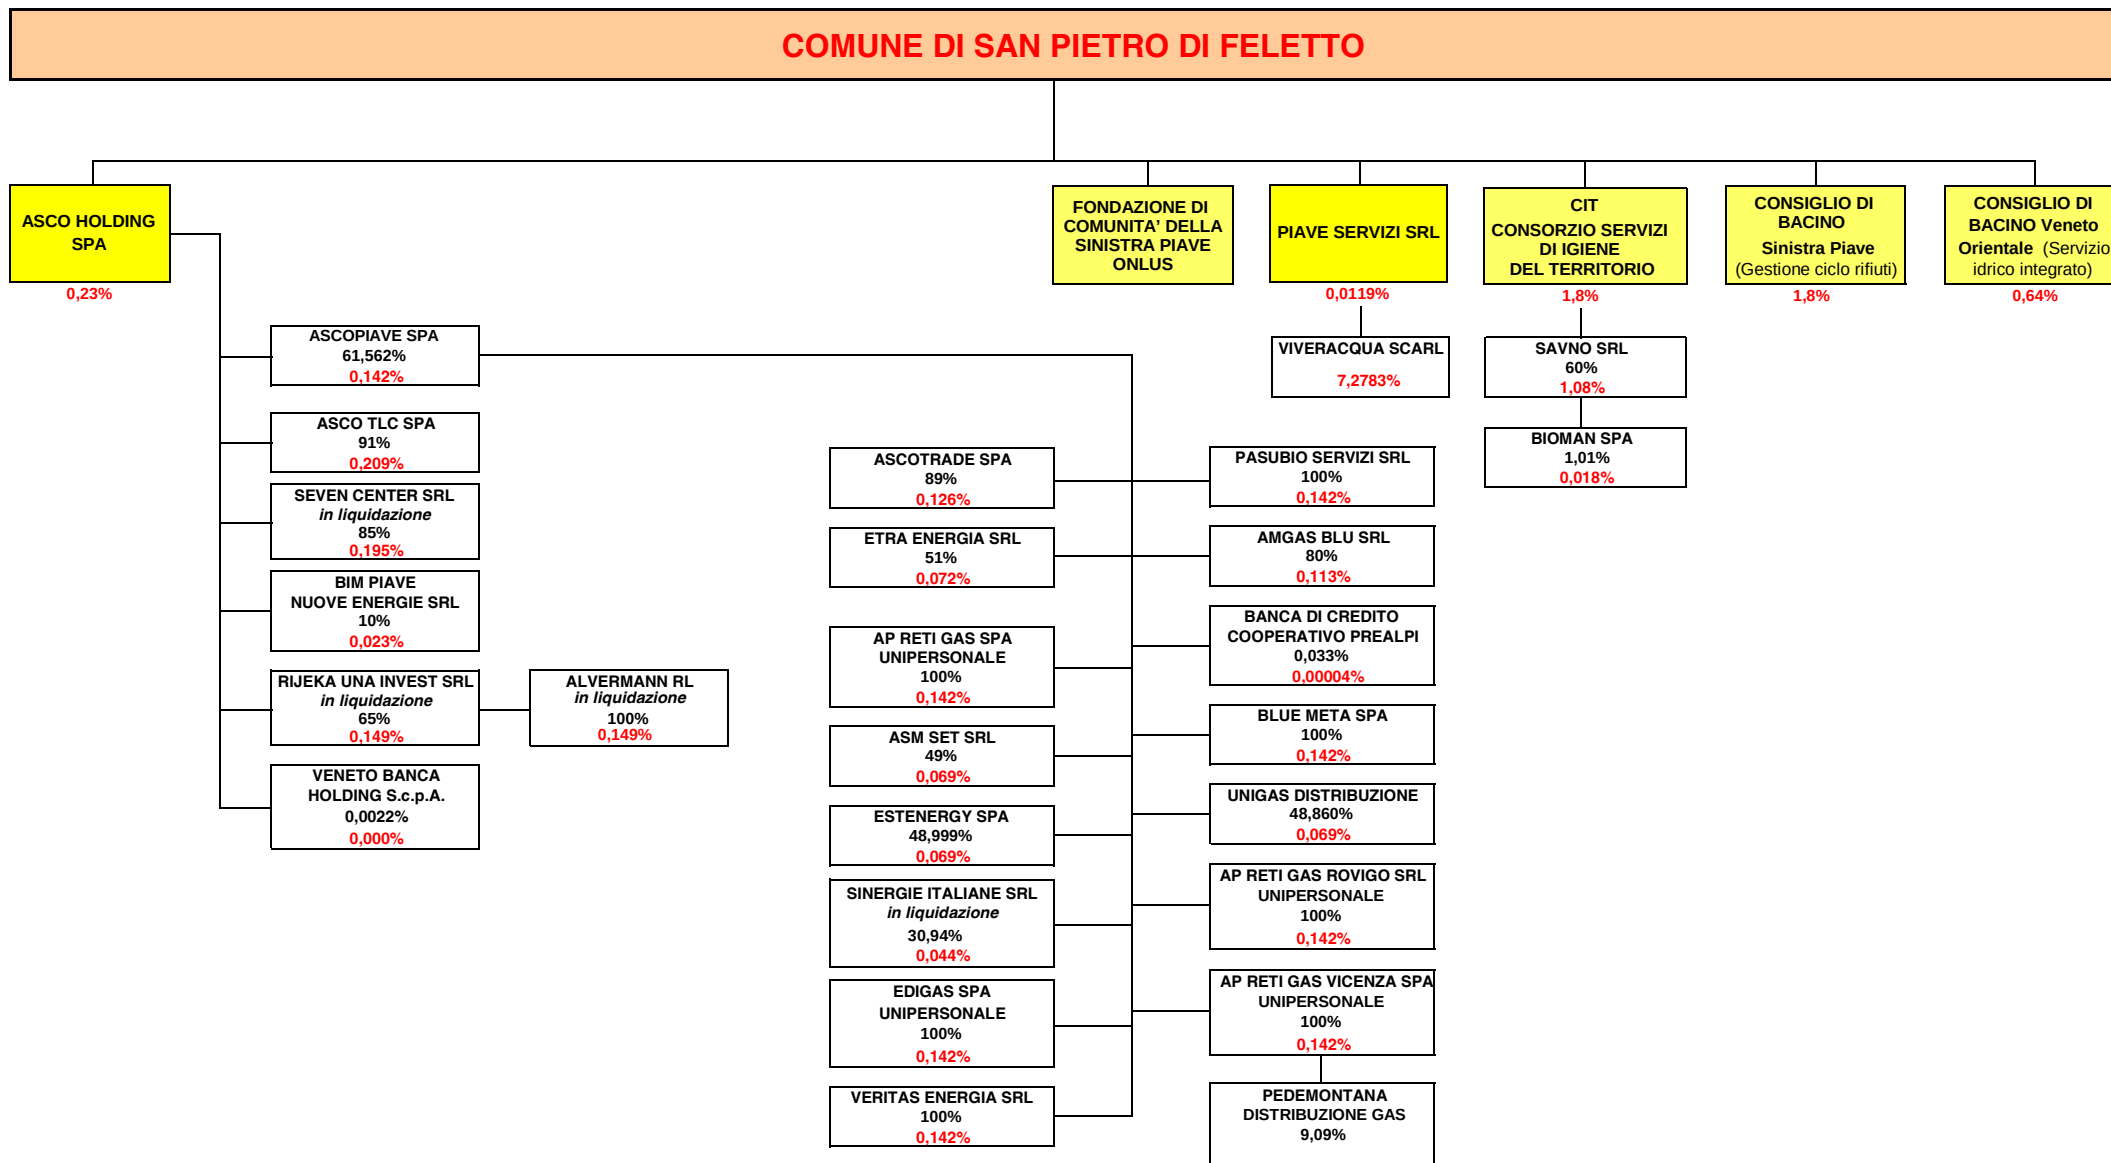 COMUNE DI SAN PIETRO DI FELETTO
ASCO HOLDING
SPA
0,23%
FONDAZIONE DI
COMUNITA’ DELLA
SINISTRA PIAVE
ONLUS
PIAVE SERVIZI SRL
0,0119%
CIT
CONSORZIO SERVIZI
DI IGIENE
DEL TERRITORIO
1,8%
CONSIGLIO DI
BACINO
Sinistra Piave
(Gestione ciclo rifiuti)
1,8%
CONSIGLIO DI
BACINO Veneto
Orientale (Servizio
idrico integrato)
0,64%
VIVERACQUA SCARL
7,2783%
SAVNO SRL
60%
1,08%
BIOMAN SPA
1,01%
0,018%
ASCOPIAVE SPA
61,562%
0,142%
ASCO TLC SPA
91%
0,209%
SEVEN CENTER SRL
in liquidazione
85%
0,195%
BIM PIAVE
NUOVE ENERGIE SRL
10%
0,023%
RIJEKA UNA INVEST SRL
in liquidazione
65%
0,149%
ALVERMANN RL
in liquidazione
100%
0,149%
VENETO BANCA
HOLDING S.c.p.A.
0,0022%
0,000%
ASCOTRADE SPA
89%
0,126%
ETRA ENERGIA SRL
51%
0,072%
AP RETI GAS SPA
UNIPERSONALE
100%
0,142%
ASM SET SRL
49%
0,069%
ESTENERGY SPA
48,999%
0,069%
SINERGIE ITALIANE SRL
in liquidazione
30,94%
0,044%
EDIGAS SPA
UNIPERSONALE
100%
0,142%
VERITAS ENERGIA SRL
100%
0,142%
PASUBIO SERVIZI SRL
100%
0,142%
AMGAS BLU SRL
80%
0,113%
BANCA DI CREDITO
COOPERATIVO PREALPI
0,033%
0,00004%
BLUE META SPA
100%
0,142%
UNIGAS DISTRIBUZIONE
48,860%
0,069%
AP RETI GAS ROVIGO SRL
UNIPERSONALE
100%
0,142%
AP RETI GAS VICENZA SPA
UNIPERSONALE
100%
0,142%
PEDEMONTANA
DISTRIBUZIONE GAS
9,09%